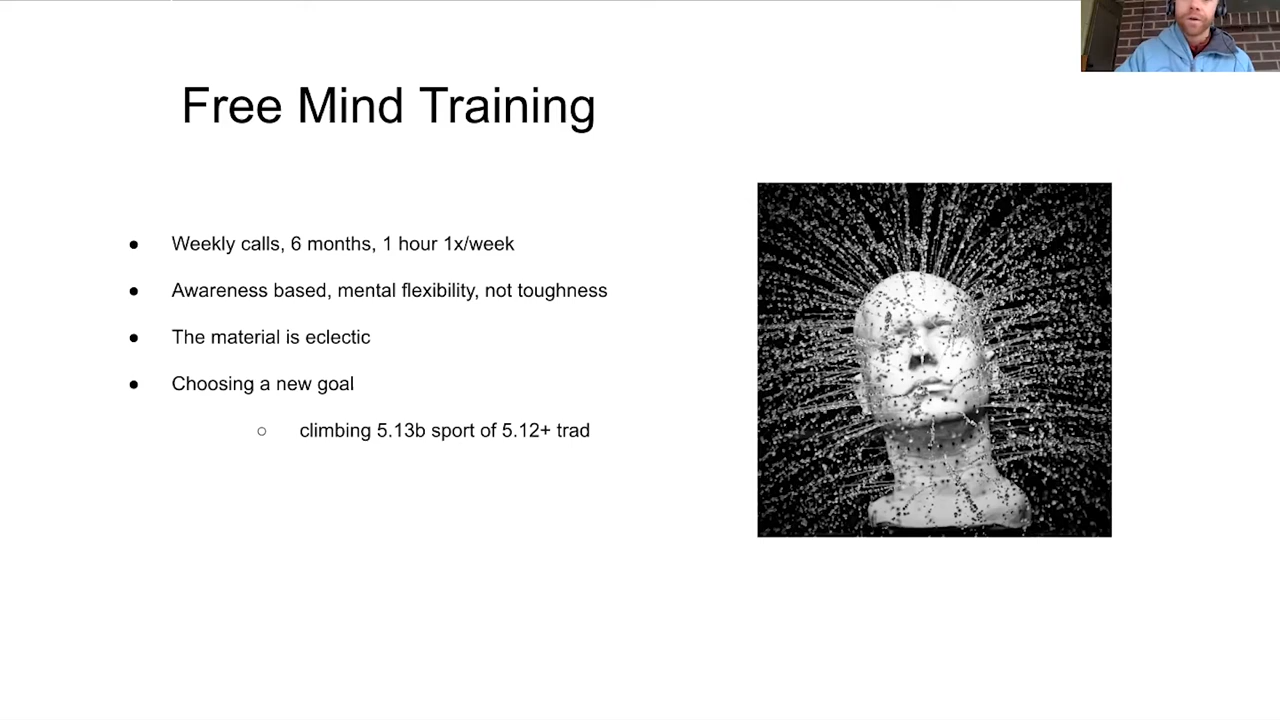 Free Mind Training
● Weekly calls, 6 months, 1 hour 1x/week
● Awareness based, mental flexibility, not toughness
● The material is eclectic
● Choosing a new goal
○ climbing 5.13b sport of 5.12+ trad